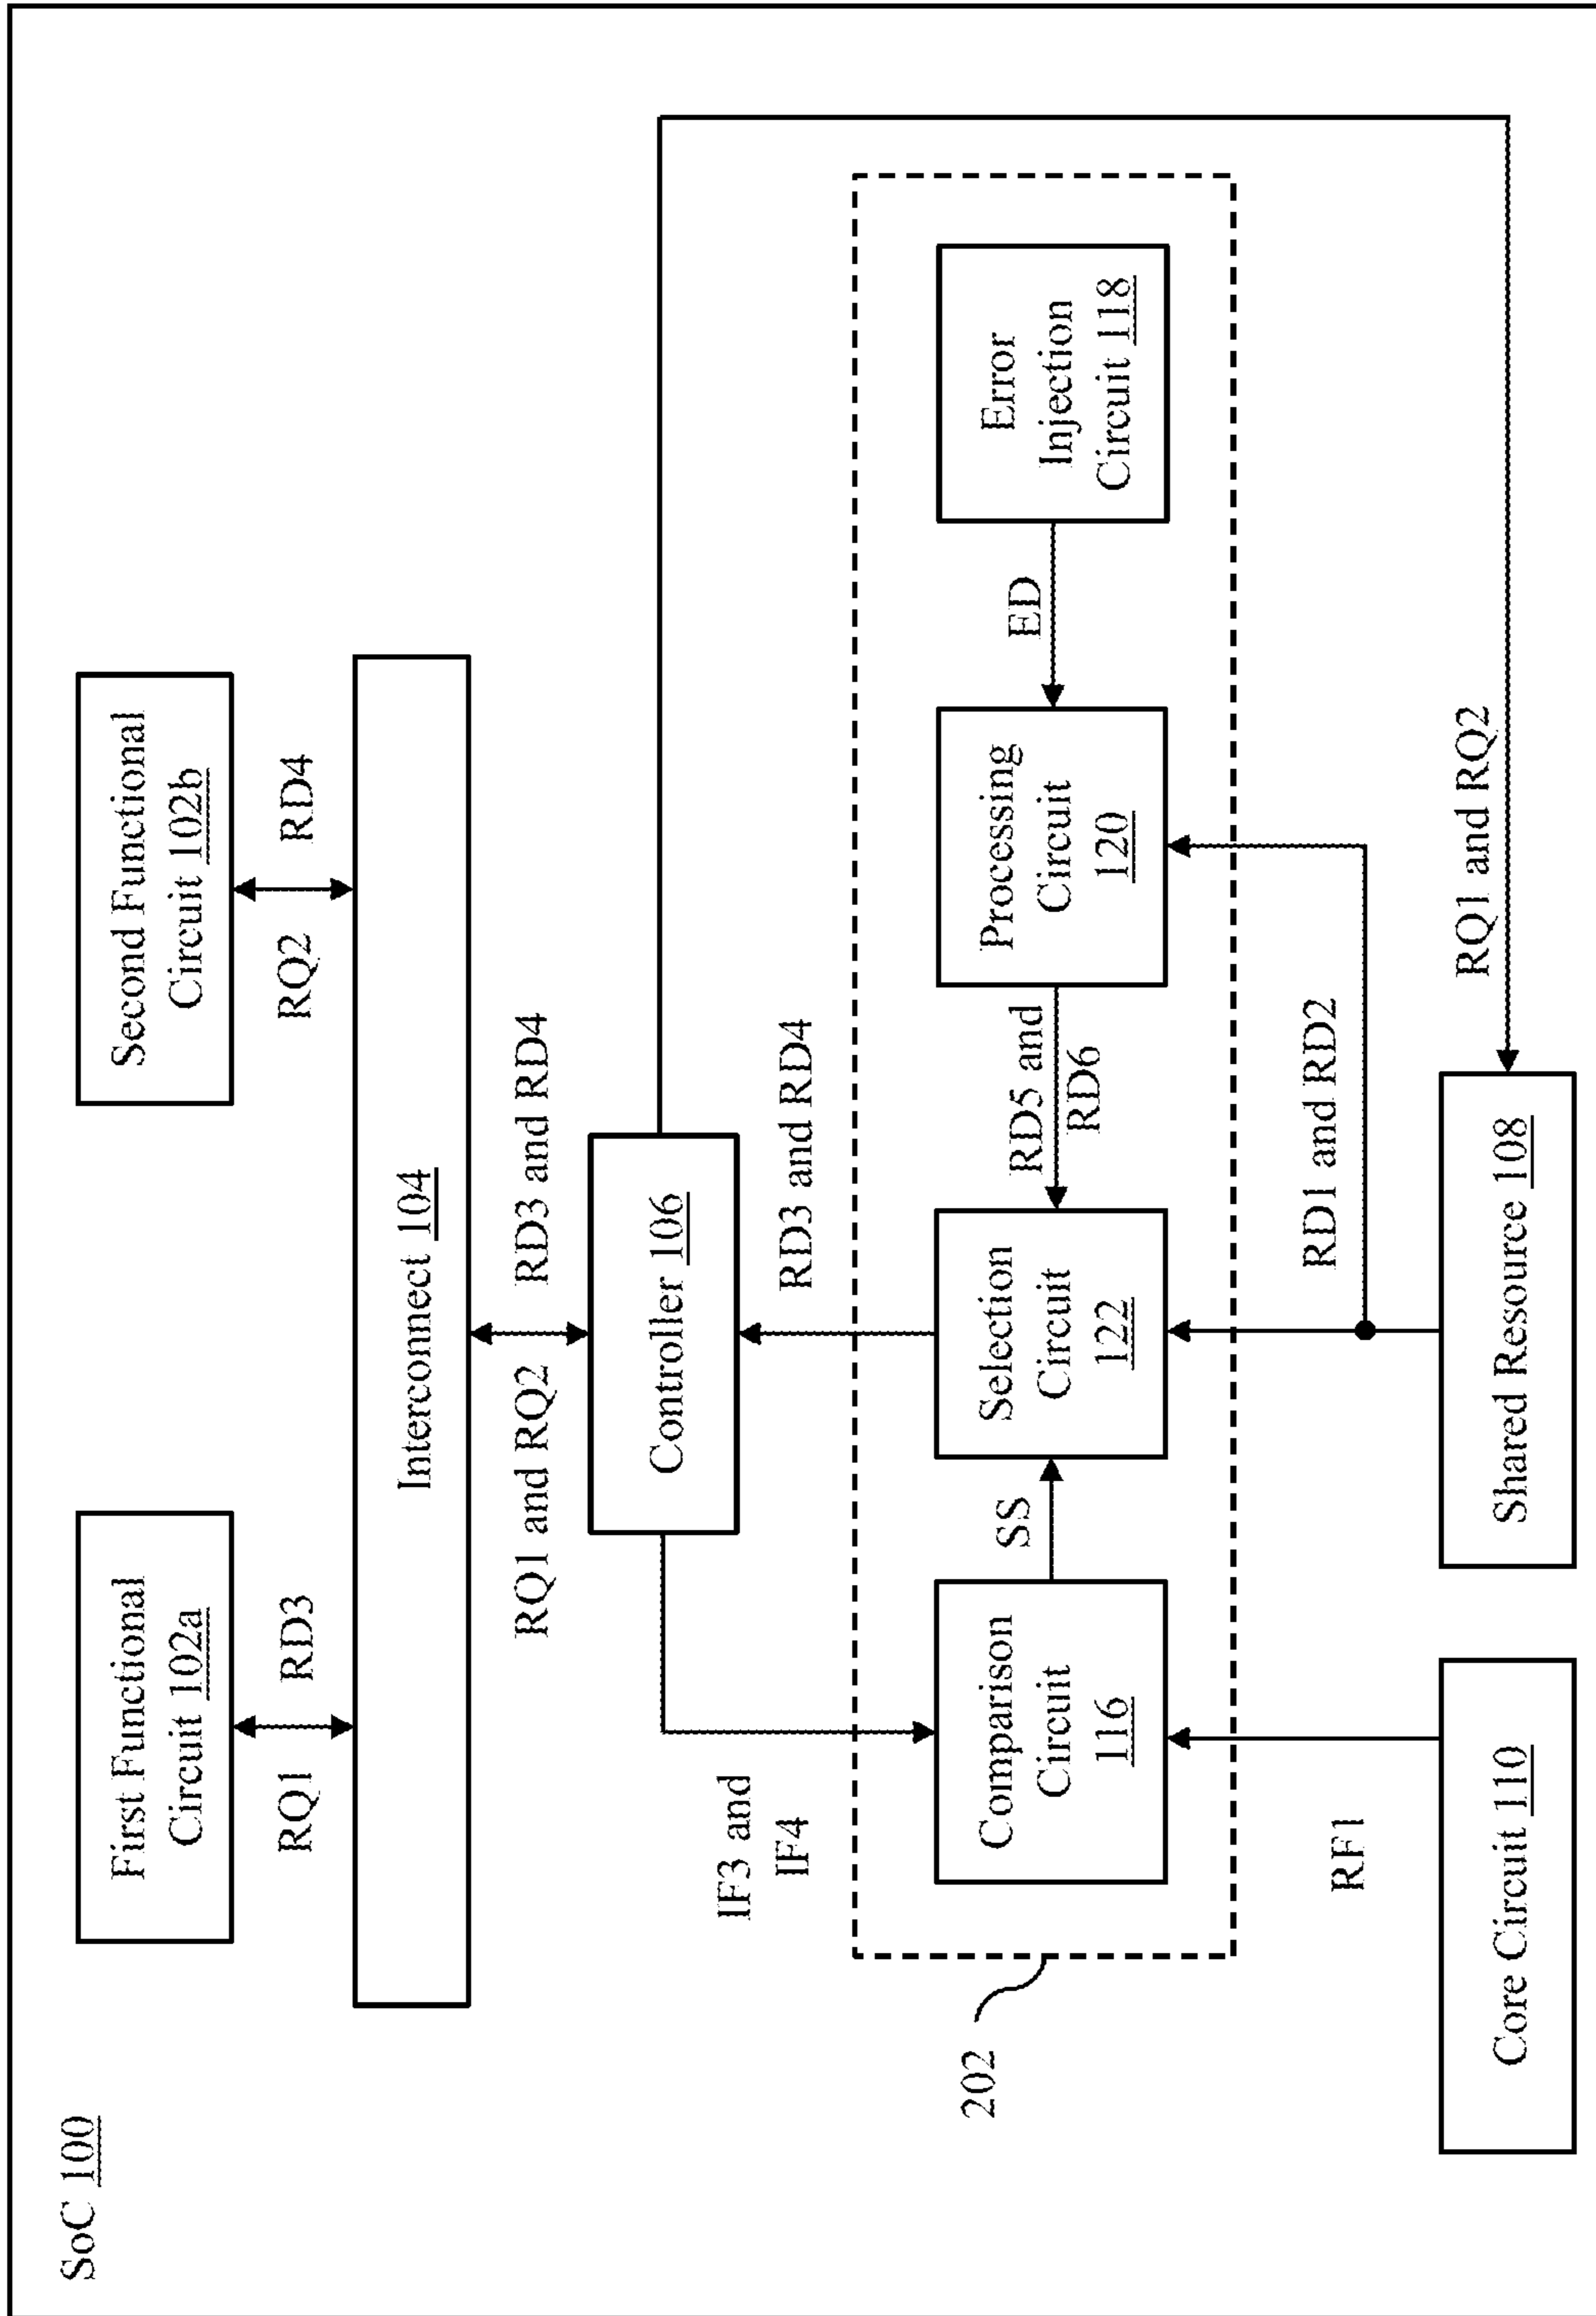 SoC 100
First Functional
Circuit 102a
Second Functional
Circuit 102b
RQ1
RD3
RQ2
RD4
Interconnect 104
RQ1 and RQ2
RD3 and RD4
Controller 106
IF3 and
IF4
RD3 and RD4
202
Comparison
Circuit
116
SS
Selection
Circuit
122
RD5 and
RD6
Processing
Circuit
120
ED
Error
Injection
Circuit 118
RF1
RD1 and RD2
RQ1 and RQ2
Core Circuit 110
Shared Resource 108